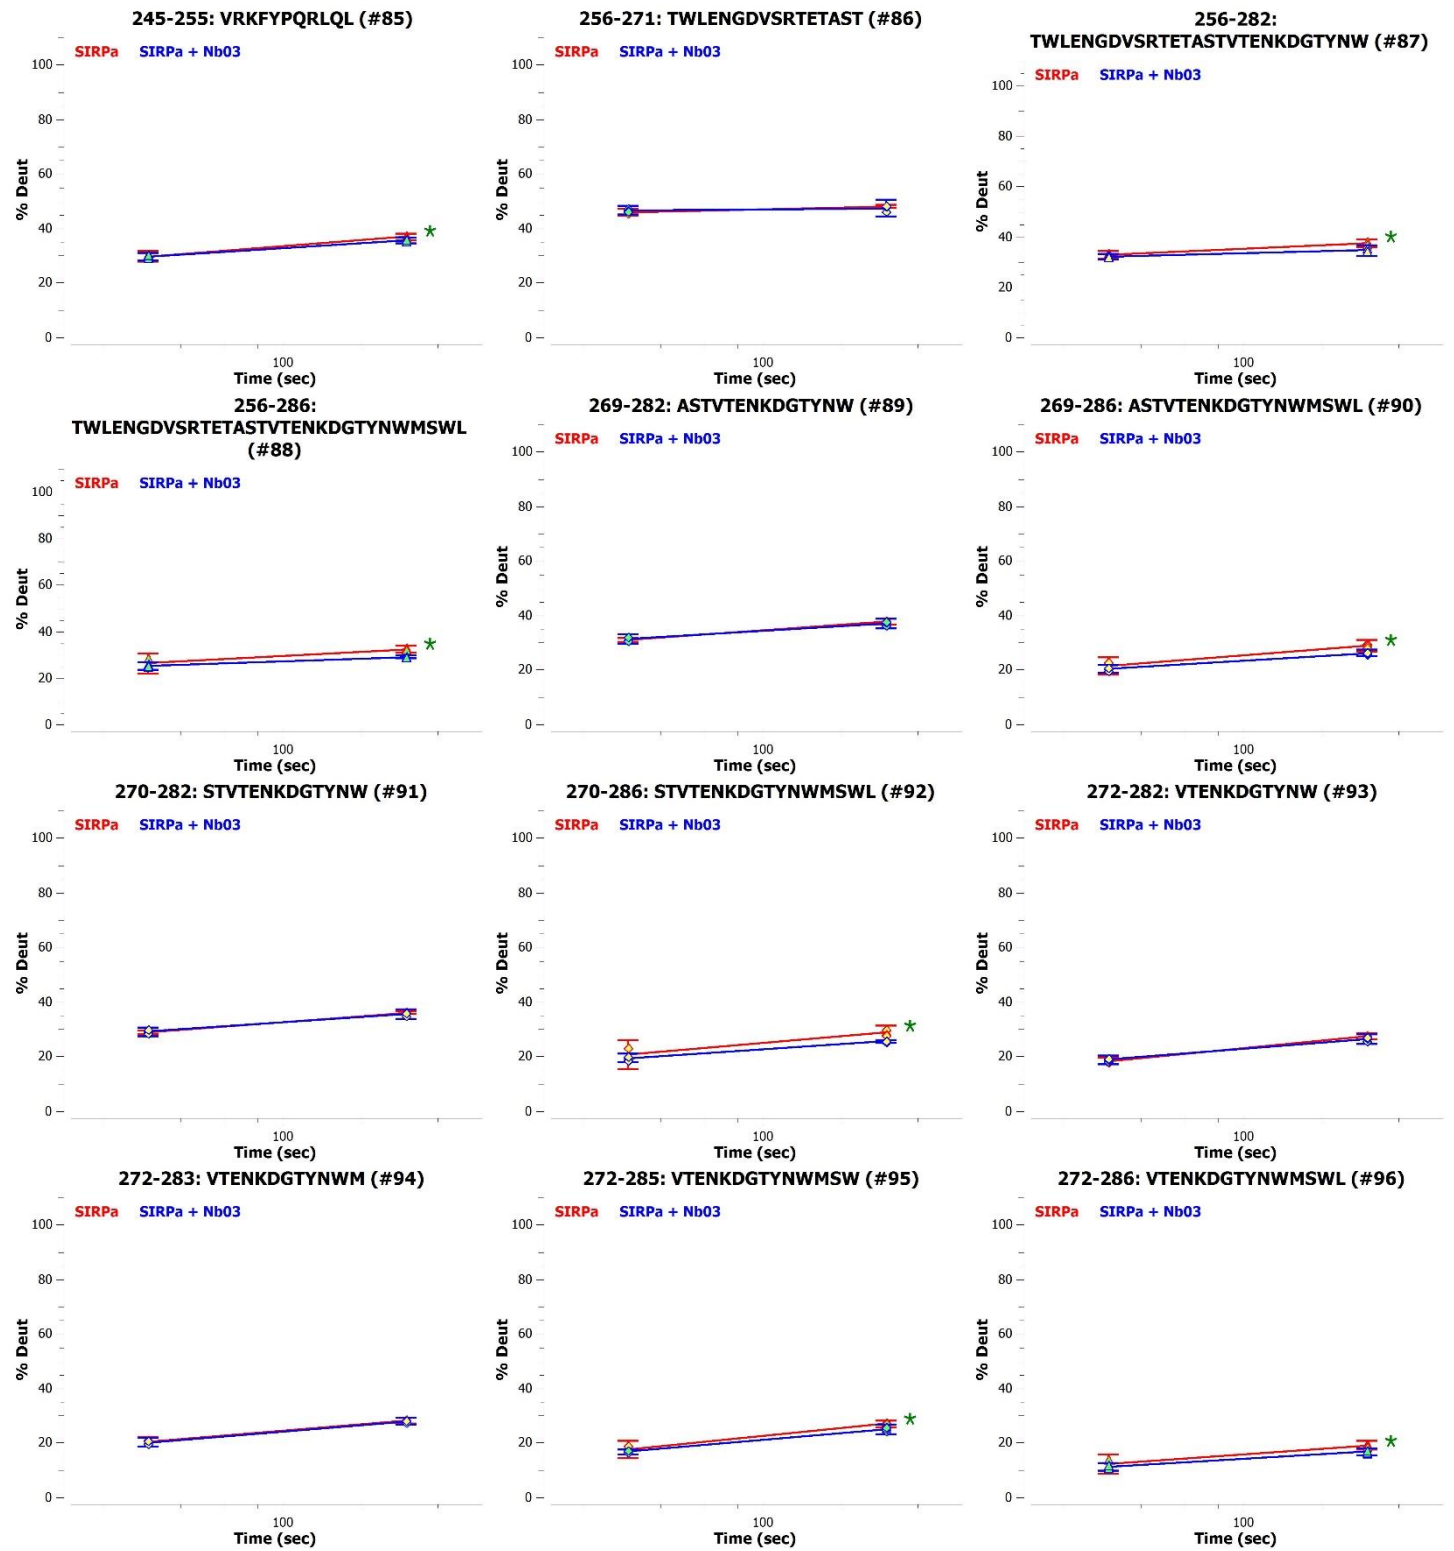 245-255: VRKFYPQRLQL (#85)
SIRPa SIRPa + Nb03
100
80
60
40
20
0
% Deut
*
100
Time (sec)
256-271: TWLENGDVSRTETAST (#86)
SIRPa SIRPa + Nb03
100
80
60
40
20
0
% Deut
100
Time (sec)
256-282:
TWLENGDVSRTETASTVTENKDGTYNW (#87)
SIRPa SIRPa + Nb03
100
80
60
40
20
0
% Deut
*
100
Time (sec)
256-286:
TWLENGDVSRTETASTVTENKDGTYNWMSWL
(#88)
SIRPa SIRPa + Nb03
100
80
60
40
20
0
% Deut
*
100
Time (sec)
269-282: ASTVTENKDGTYNW (#89)
SIRPa SIRPa + Nb03
100
80
60
40
20
0
% Deut
100
Time (sec)
269-286: ASTVTENKDGTYNWMSWL (#90)
SIRPa SIRPa + Nb03
100
80
60
40
20
0
% Deut
*
100
Time (sec)
270-282: STVTENKDGTYNW (#91)
SIRPa SIRPa + Nb03
100
80
60
40
20
0
% Deut
100
Time (sec)
270-286: STVTENKDGTYNWMSWL (#92)
SIRPa SIRPa + Nb03
100
80
60
40
20
0
% Deut
*
100
Time (sec)
272-282: VTENKDGTYNW (#93)
SIRPa SIRPa + Nb03
100
80
60
40
20
0
% Deut
100
Time (sec)
272-283: VTENKDGTYNWM (#94)
SIRPa SIRPa + Nb03
100
80
60
40
20
0
% Deut
100
Time (sec)
272-285: VTENKDGTYNWMSW (#95)
SIRPa SIRPa + Nb03
100
80
60
40
20
0
% Deut
*
100
Time (sec)
272-286: VTENKDGTYNWMSWL (#96)
SIRPa SIRPa + Nb03
100
80
60
40
20
0
% Deut
*
100
Time (sec)